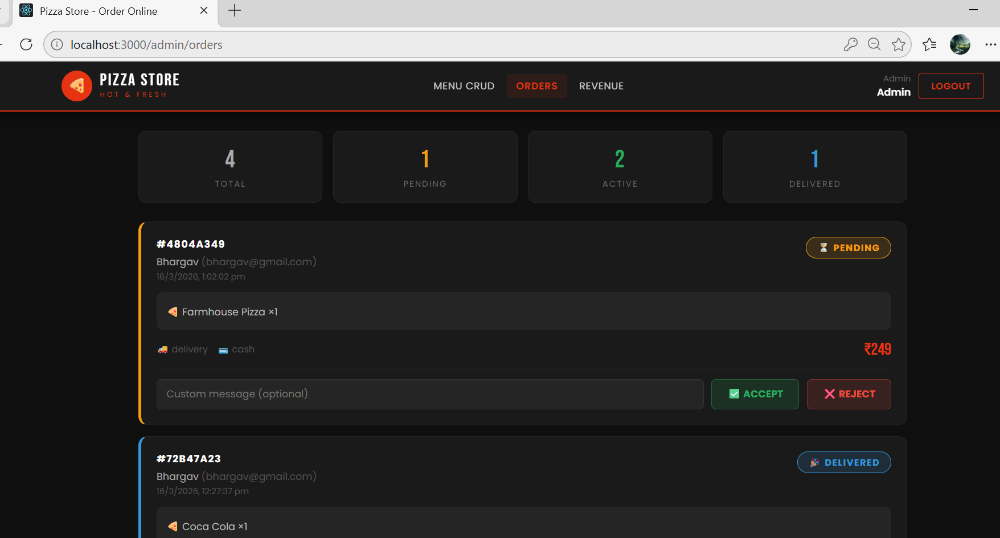 Pizza Store - Order Online
localhost:3000/admin/orders
PIZZA STORE
HOT & FRESH
MENU CRUD
ORDERS
REVENUE
Admin
Admin
LOGOUT
4
TOTAL
1
PENDING
2
ACTIVE
1
DELIVERED
#4804A349
PENDING
Bhargav (bhargav@gmail.com)
16/3/2026, 1:02:02 pm
Farmhouse Pizza ×1
delivery cash
₹249
Custom message (optional)
ACCEPT
REJECT
#72B47A23
DELIVERED
Bhargav (bhargav@gmail.com)
16/3/2026, 12:27:37 pm
Coca Cola ×1